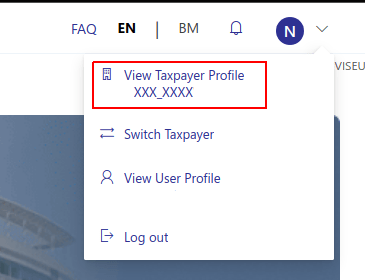 FAQ EN | BM N
View Taxpayer Profile
XXX_XXXX
VISEU
Switch Taxpayer
View User Profile
Log out